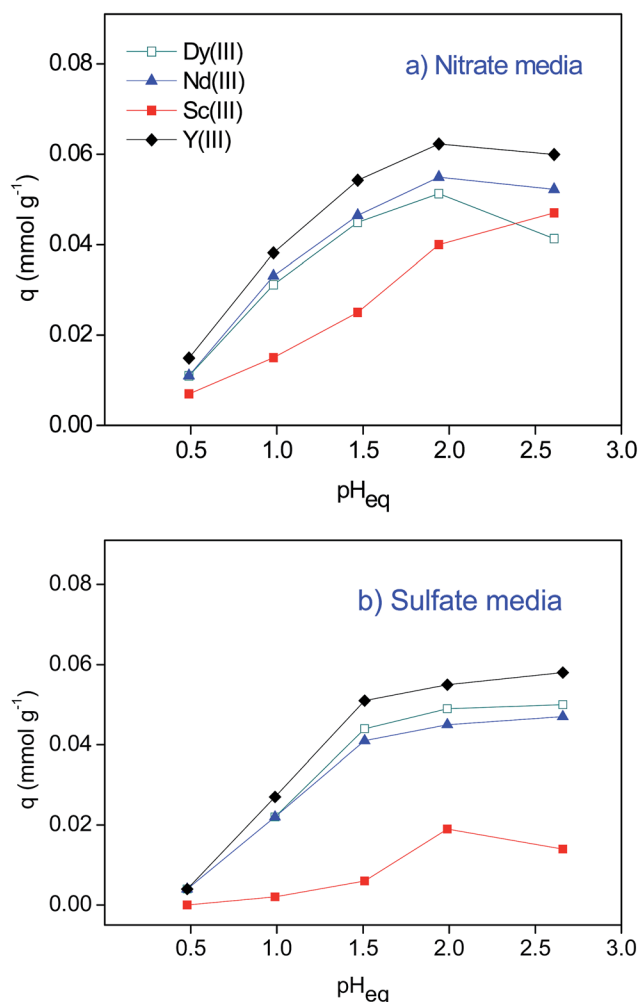 0.08
0.06
0.04
0.02
0.00
q (mmol g⁻¹)
Dy(III)
Nd(III)
Sc(III)
Y(III)
a) Nitrate media
0.5 1.0 1.5 2.0 2.5 3.0
pHeq
0.08
0.06
0.04
0.02
0.00
q (mmol g⁻¹)
b) Sulfate media
0.5 1.0 1.5 2.0 2.5 3.0
pHeq